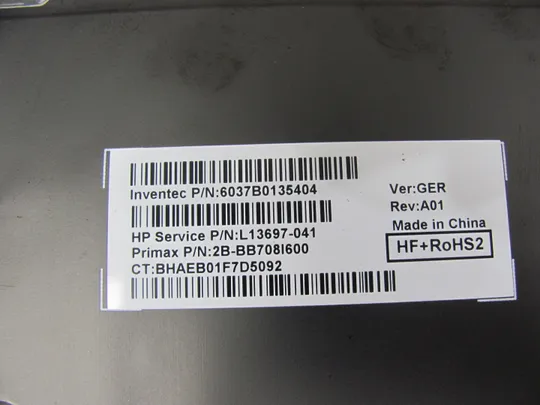 Inventec P/N:6037B0135404
Ver:GER
Rev:A01
HP Service P/N:L13697-041
Made in China
Primax P/N:2B-BB708I600
HF+RoHS2
CT:BHAEB01F7D5092